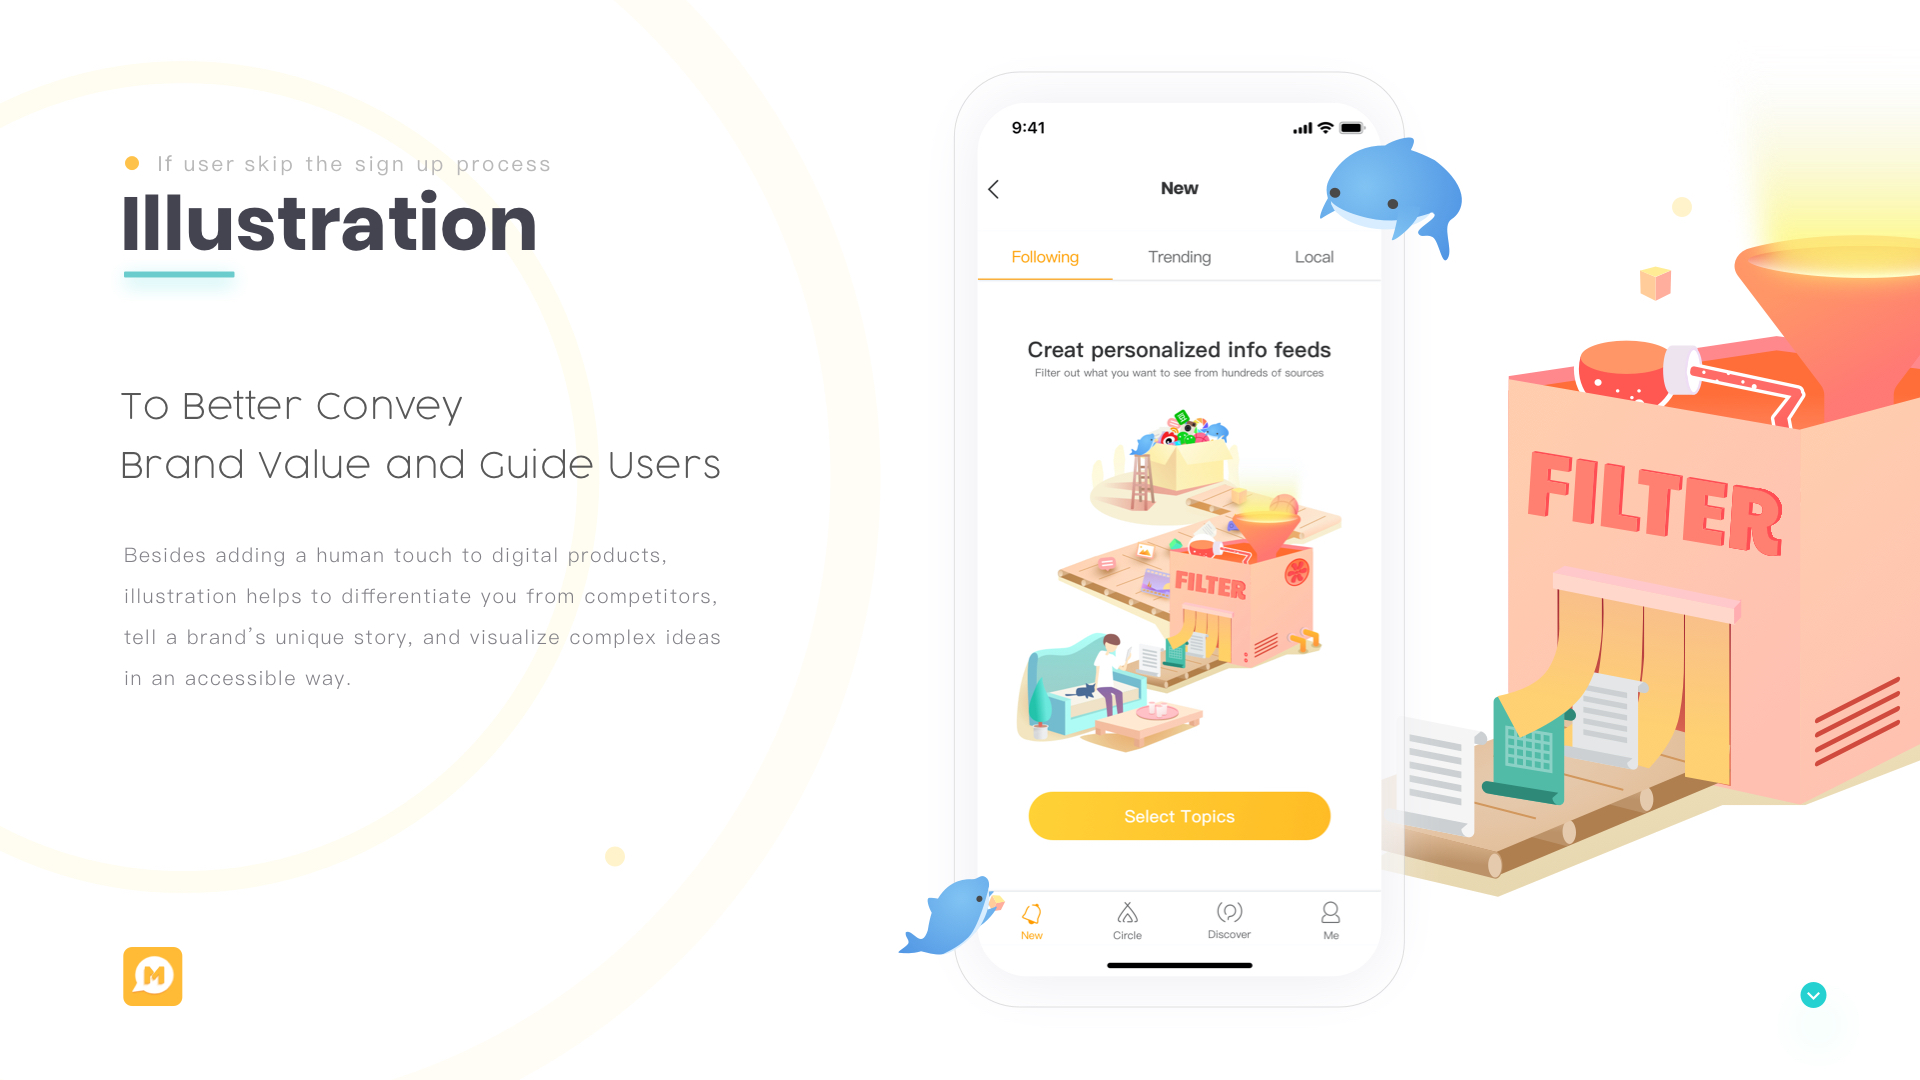 If user skip the sign up process
Illustration
To Better Convey
Brand Value and Guide Users
Besides adding a human touch to digital products,
illustration helps to differentiate you from competitors,
tell a brand's unique story, and visualize complex ideas
in an accessible way.
M
9:41
New
Following
Trending
Local
Creat personalized info feeds
Filter out what you want to see from hundreds of sources
FILTER
Select Topics
New
Circle
Discover
Me
FILTER